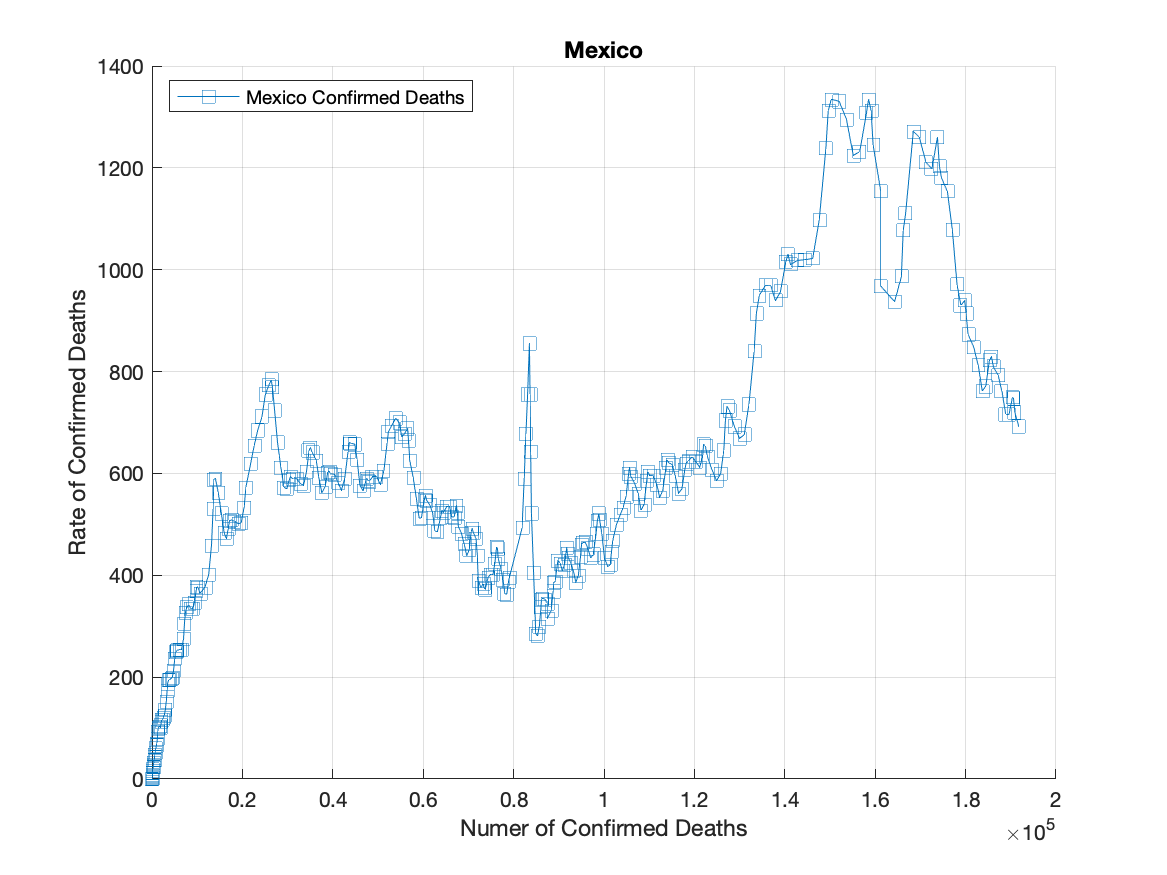 Mexico
Mexico Confirmed Deaths
Rate of Confirmed Deaths
1400
1200
1000
800
600
400
200
0
0 0.2 0.4 0.6 0.8 1 1.2 1.4 1.6 1.8 2
Numer of Confirmed Deaths
×10^5